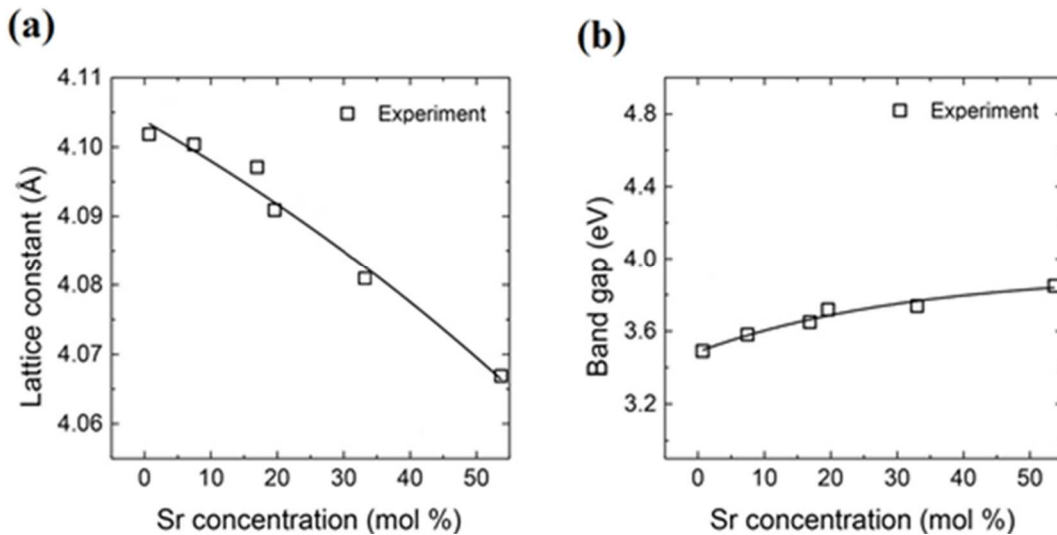 (a)
4.11
4.10
4.09
4.08
4.07
4.06
Lattice constant (Å)
Experiment
0 10 20 30 40 50
Sr concentration (mol %)
(b)
4.8
4.4
4.0
3.6
3.2
Band gap (eV)
Experiment
0 10 20 30 40 50
Sr concentration (mol %)